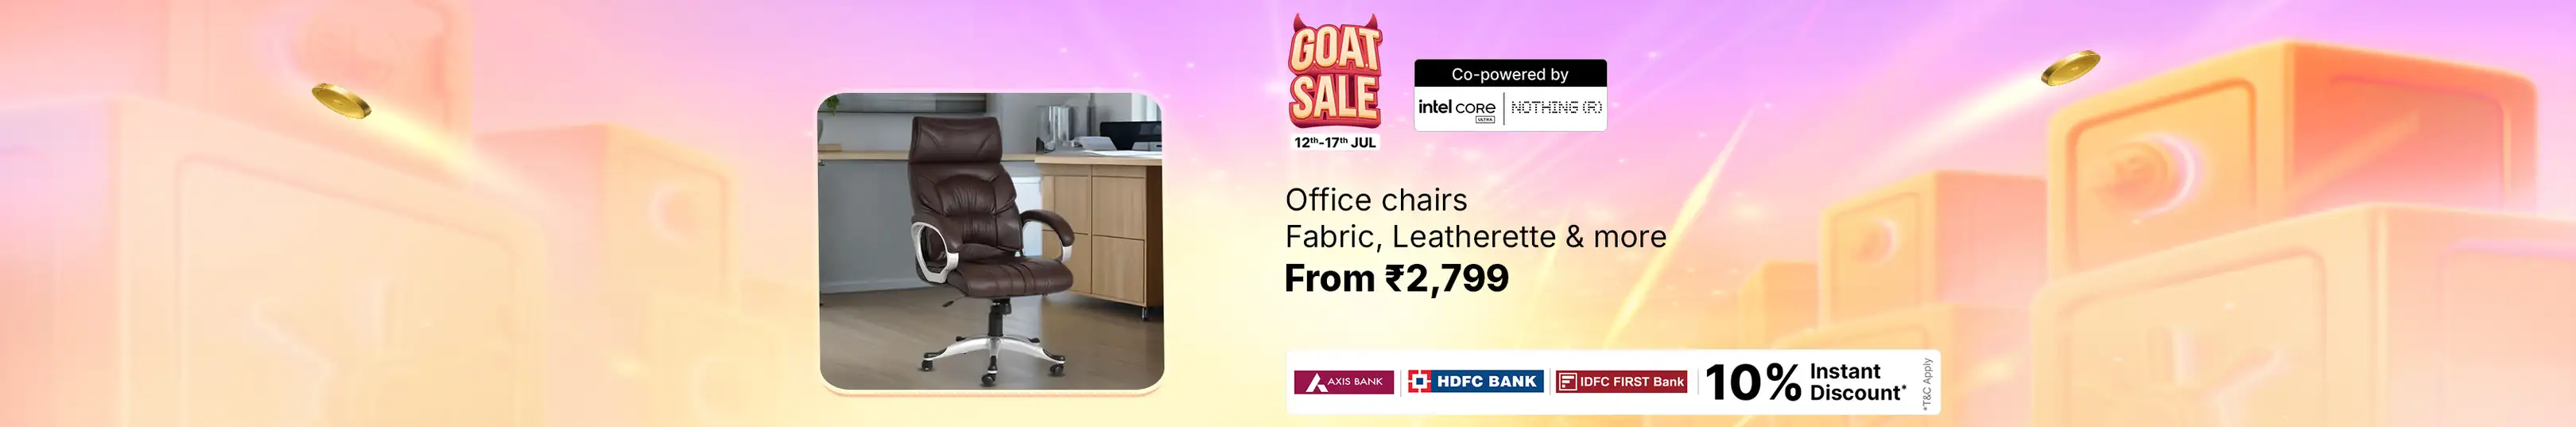 GOAT
SALE
12th-17th JUL
Co-powered by
intel CORE
ULTRA
NOTHING (R)
Office chairs
Fabric, Leatherette & more
From ₹2,799
AXIS BANK
HDFC BANK
IDFC FIRST Bank
10%
Instant
Discount*
*T&C Apply